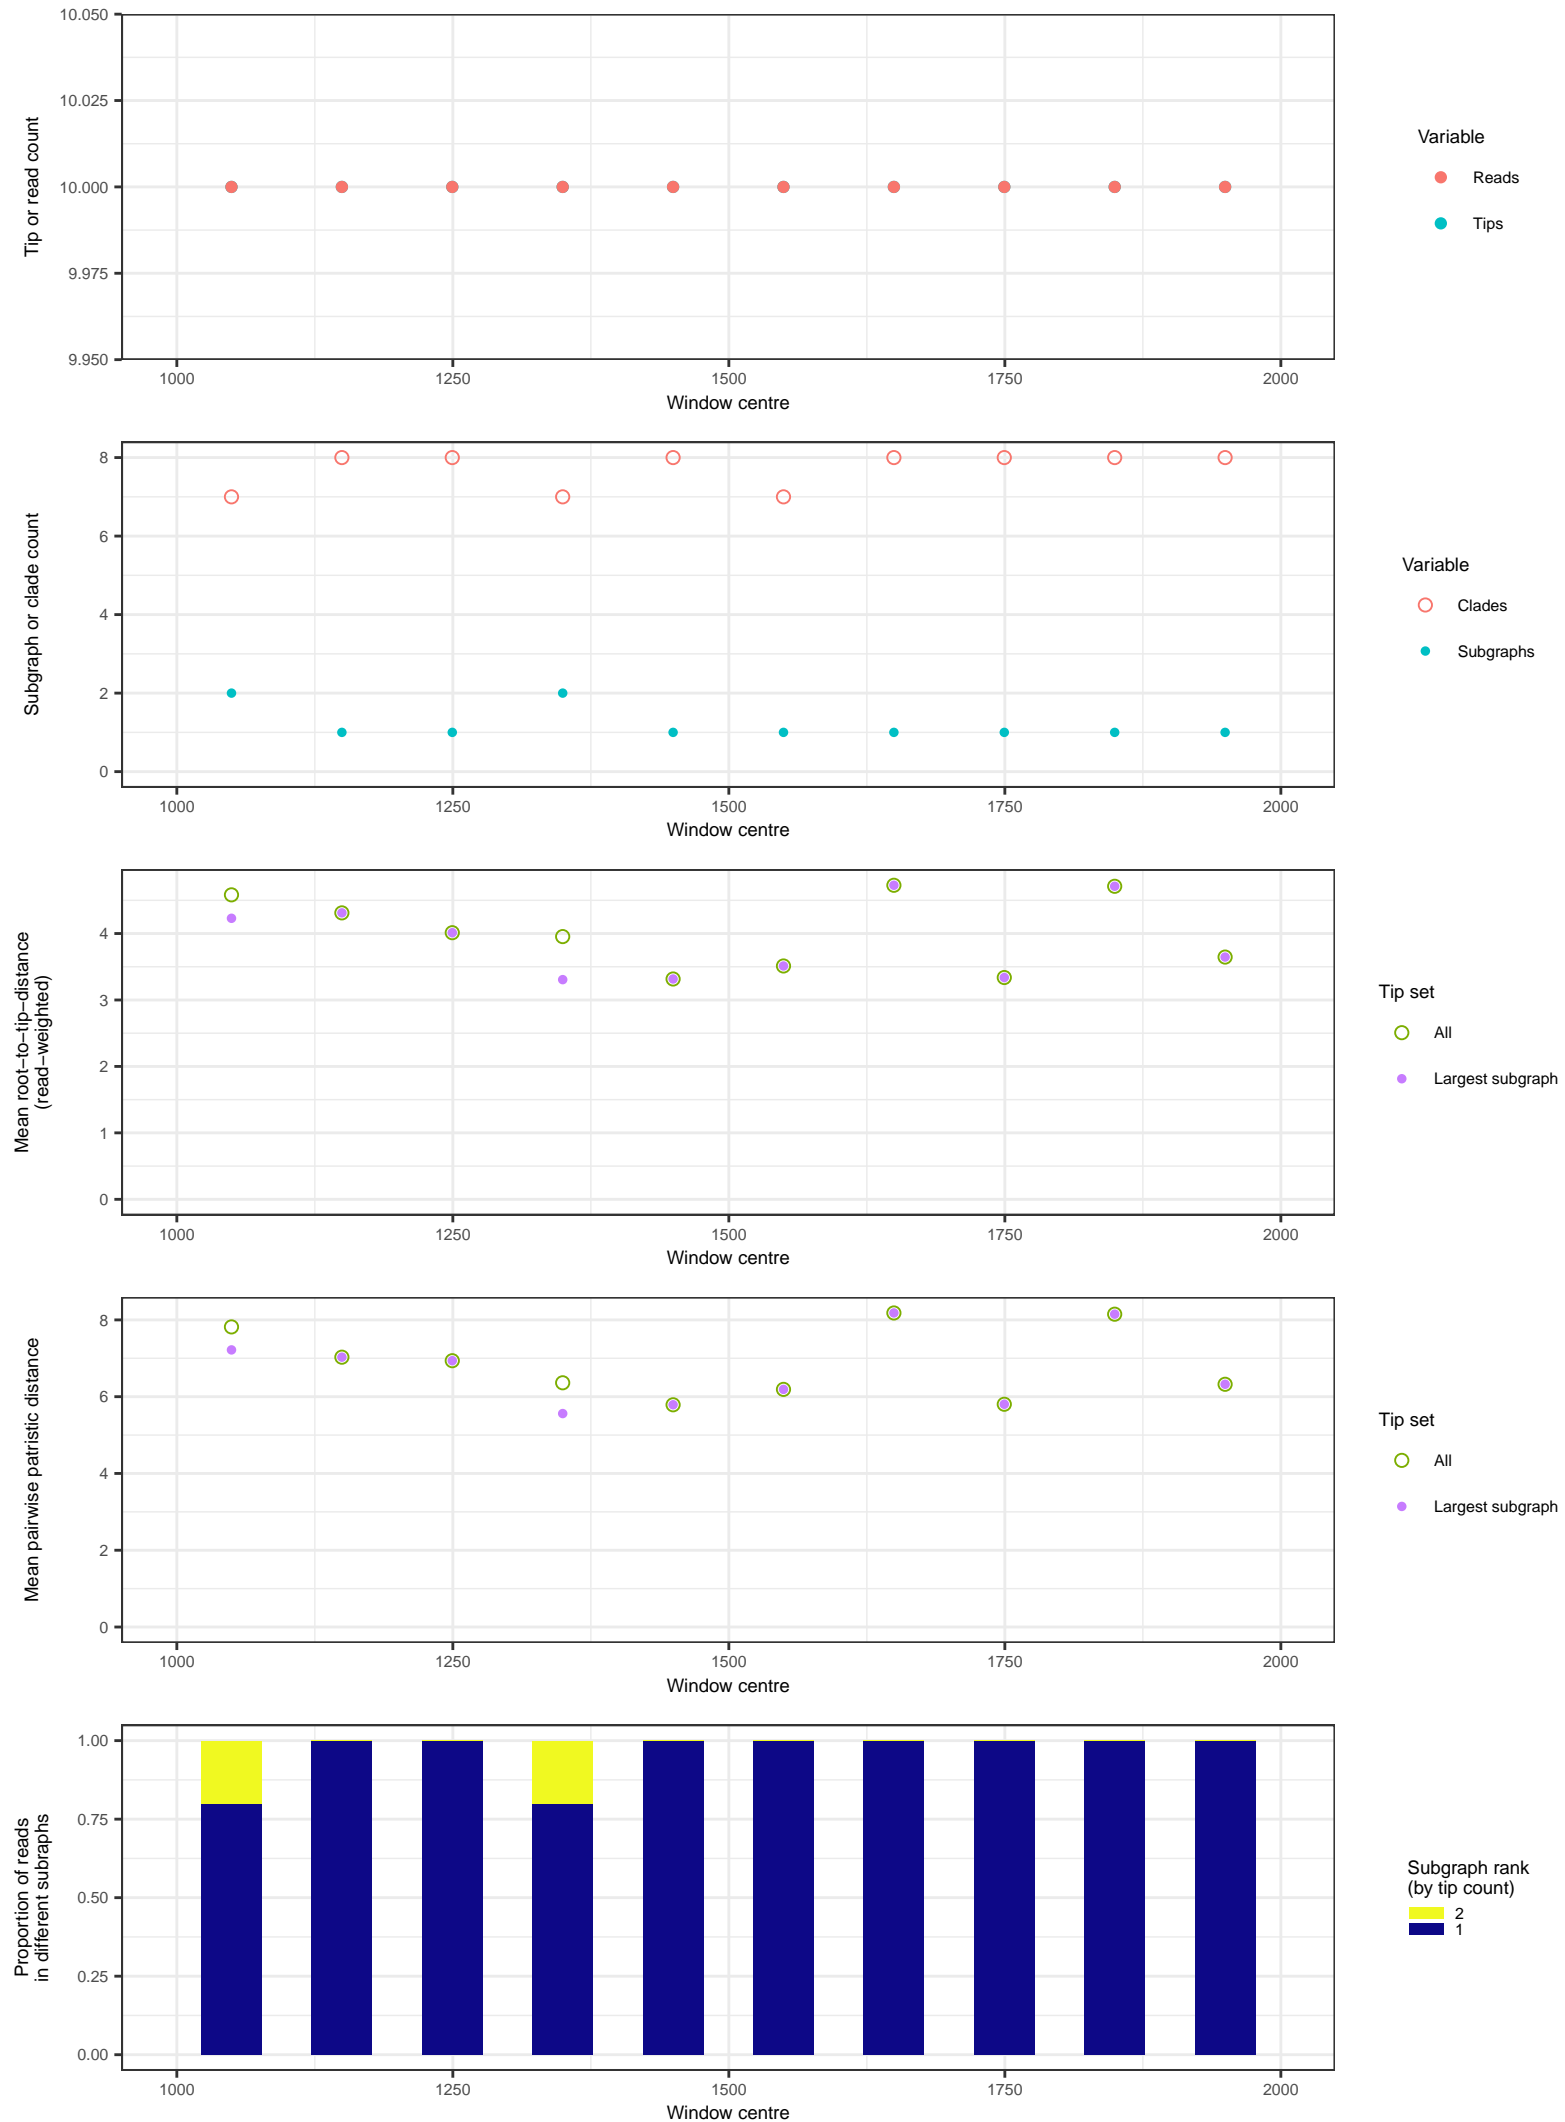 Tip or read count
10.050
10.025
10.000
9.975
9.950
1000 1250 1500 1750 2000
Window centre
Variable
Reads
Tips
Subgraph or clade count
8
6
4
2
0
1000 1250 1500 1750 2000
Window centre
Variable
Clades
Subgraphs
Mean root−to−tip−distance
(read−weighted)
4
3
2
1
0
1000 1250 1500 1750 2000
Window centre
Tip set
All
Largest subgraph
Mean pairwise patristic distance
8
6
4
2
0
1000 1250 1500 1750 2000
Window centre
Tip set
All
Largest subgraph
Proportion of reads
in different subraphs
1.00
0.75
0.50
0.25
0.00
1000 1250 1500 1750 2000
Window centre
Subgraph rank
(by tip count)
2
1